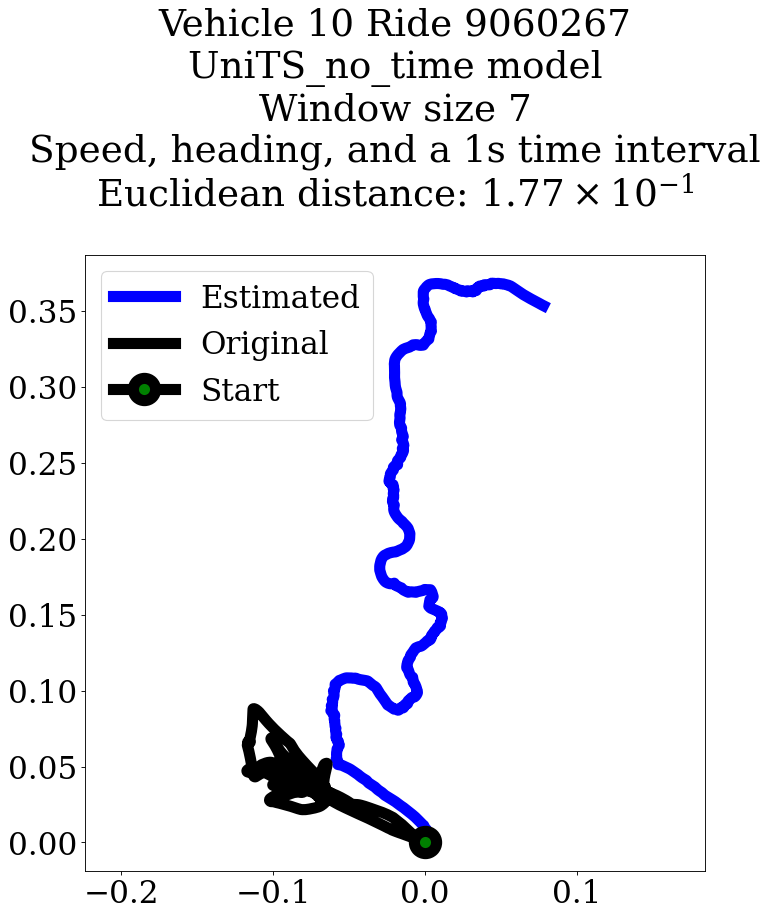 Vehicle 10 Ride 9060267
UniTS_no_time model
Window size 7
Speed, heading, and a 1s time interval
Euclidean distance: 1.77 × 10⁻¹
Estimated
Original
Start
0.35
0.30
0.25
0.20
0.15
0.10
0.05
0.00
−0.2 −0.1 0.0 0.1